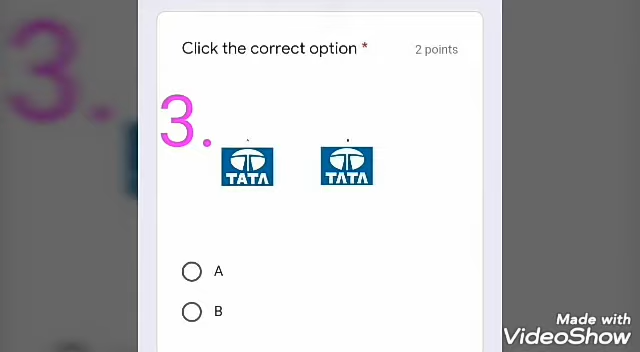 Click the correct option * 2 points
3.
TATA TATA
A
B
Made with
VideoShow